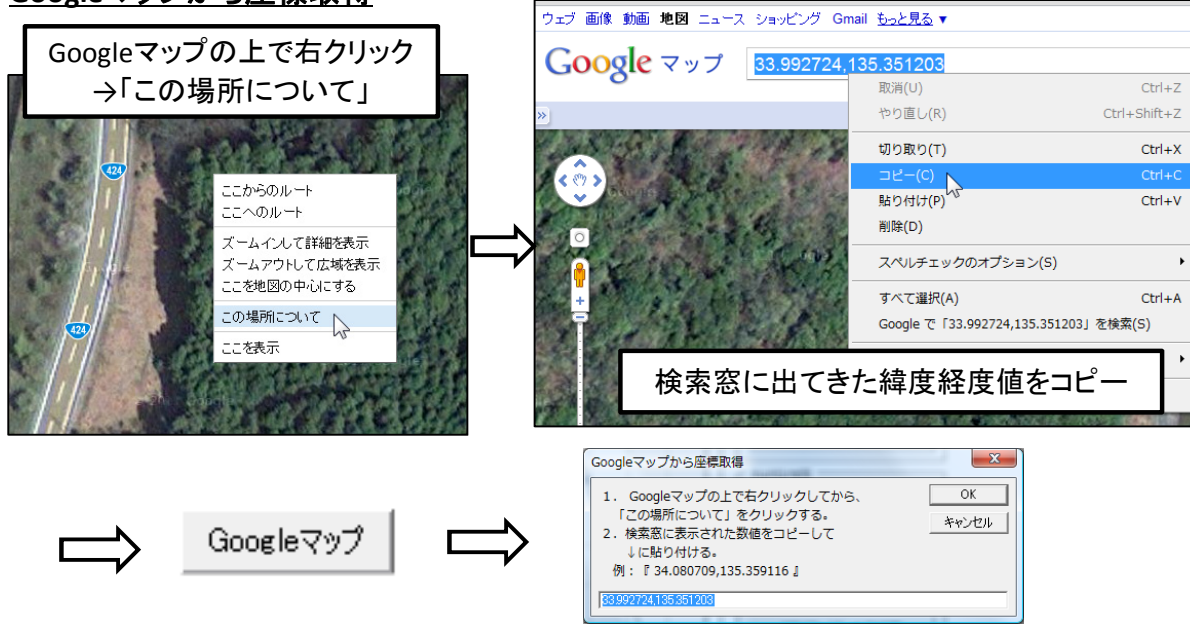 Googleマップから座標取得
Googleマップの上で右クリック
→「この場所について」
424
ここからのルート
ここへのルート
ズームインして詳細を表示
ズームアウトして広域を表示
ここを地図の中心にする
この場所について
424
ここを表示
ウェブ 画像 動画 地図 ニュース ショッピング Gmail もっと見る ▼
Google マップ 33.992724,135.351203
取消(U) Ctrl+Z
やり直し(R) Ctrl+Shift+Z
»
切り取り(T) Ctrl+X
コピー(C) Ctrl+C
貼り付け(P) Ctrl+V
削除(D)
スペルチェックのオプション(S)
すべて選択(A) Ctrl+A
Google で「33.992724,135.351203」を検索(S)
検索窓に出てきた緯度経度値をコピー
Googleマップ
Googleマップから座標取得
1. Googleマップの上で右クリックしてから、
「この場所について」をクリックする。
2. 検索窓に表示された数値をコピーして
↓に貼り付ける。
例:『 34.080709,135.359116 』
OK
キャンセル
33.992724,135.351203